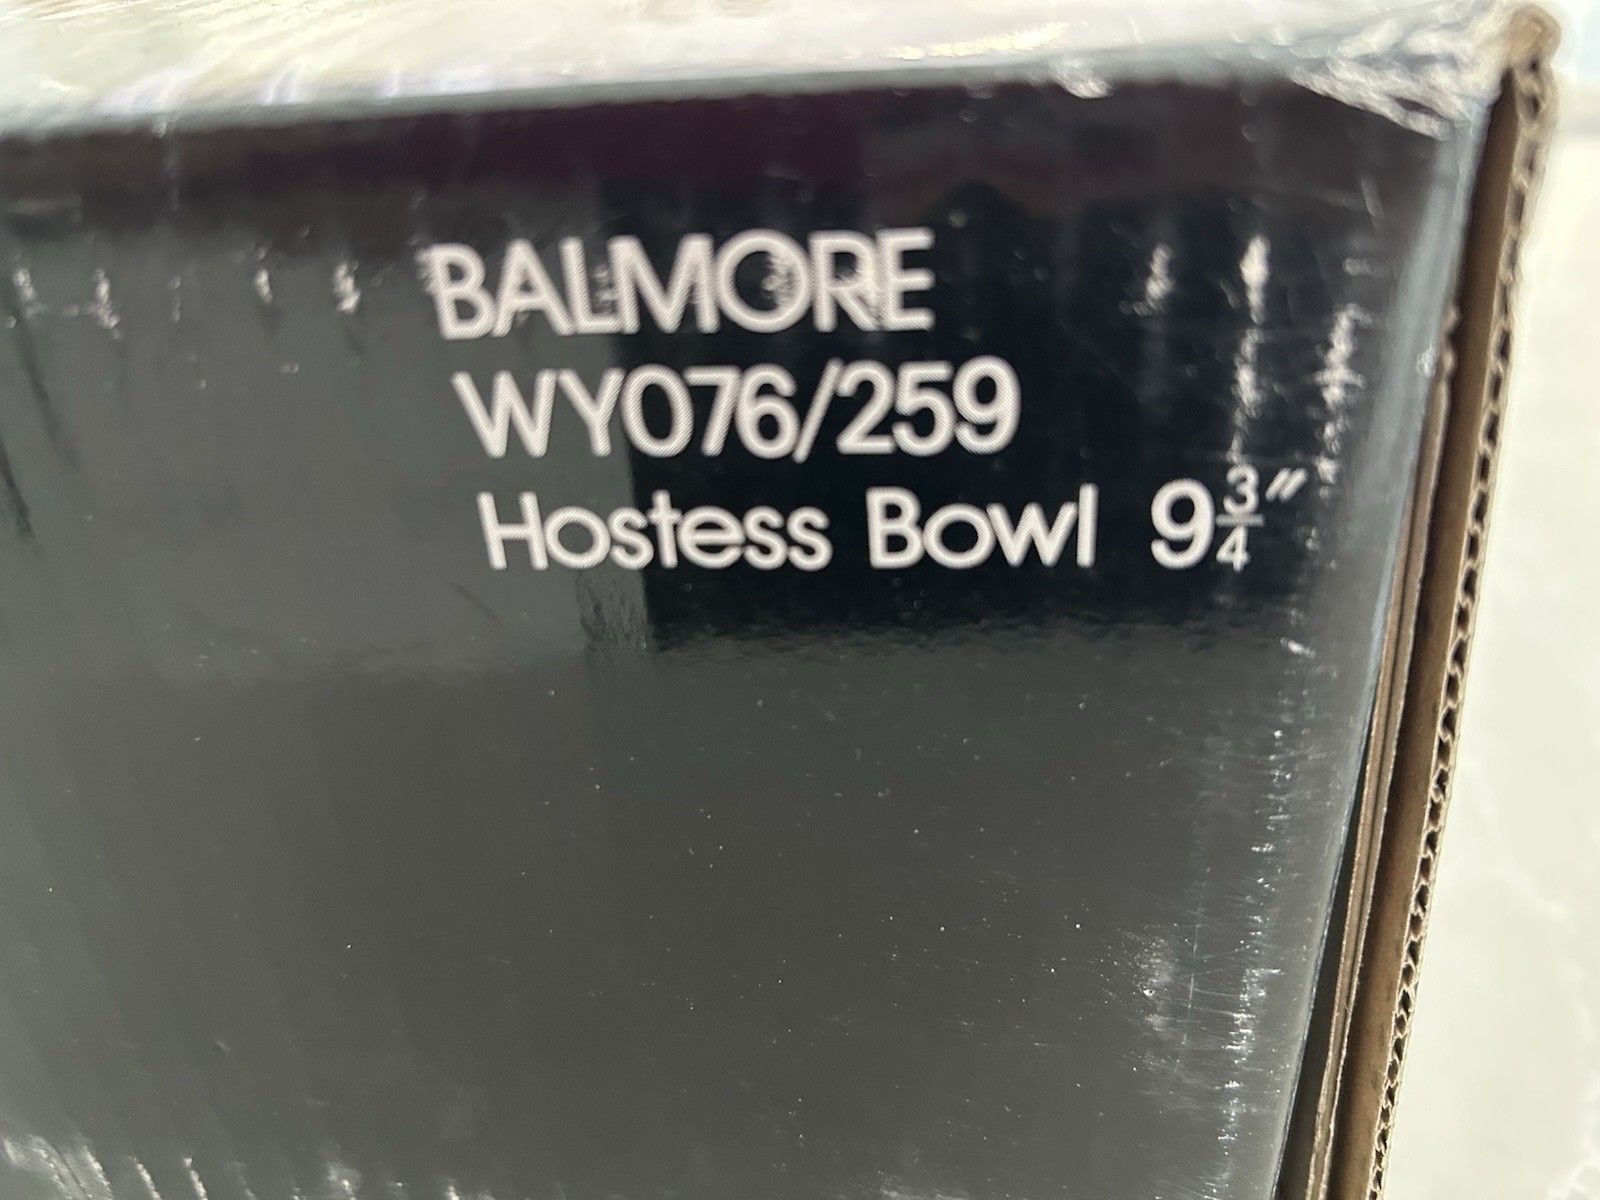 BALMORE
WY076/259
Hostess Bowl 9¾"